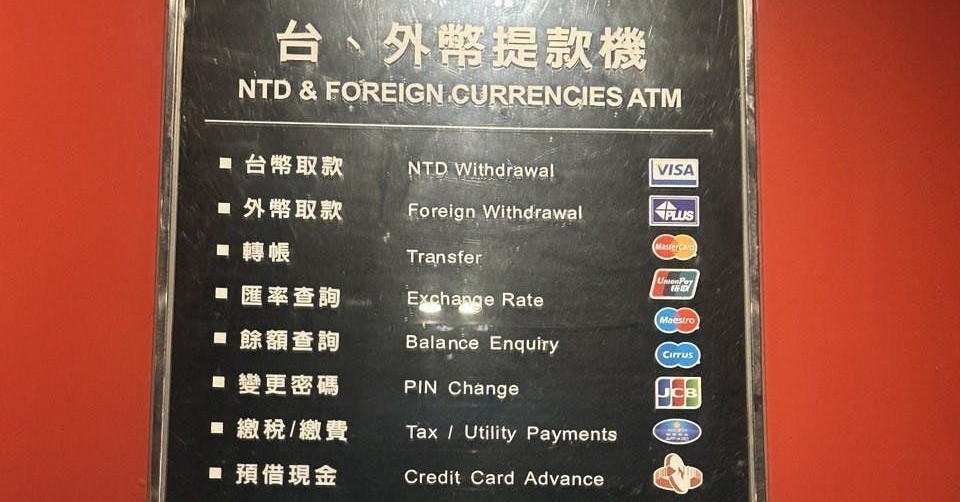 台、外幣提款機
NTD & FOREIGN CURRENCIES ATM
■ 台幣取款 NTD Withdrawal VISA
■ 外幣取款 Foreign Withdrawal PLUS
■ 轉帳 Transfer MasterCard
■ 匯率查詢 Exchange Rate UnionPay 银联
Maestro
■ 餘額查詢 Balance Enquiry Cirrus
■ 變更密碼 PIN Change JCB
■ 繳稅/繳費 Tax / Utility Payments
■ 預借現金 Credit Card Advance